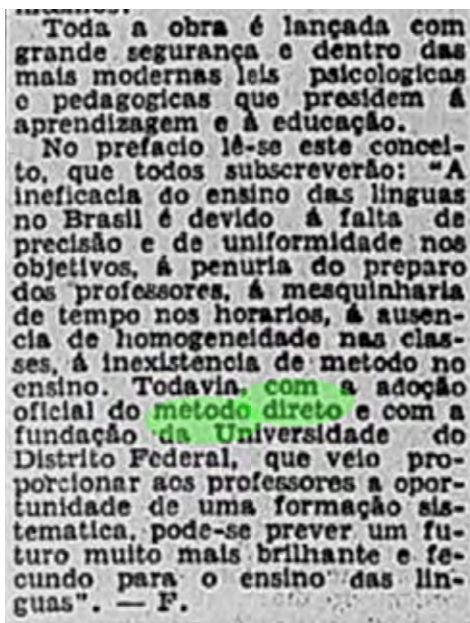 Toda a obra é lançada com
grande segurança e dentro das
mais modernas leis psicologicas
e pedagogicas que presidem á
aprendizagem e á educação.
No prefacio lê-se este concei-
to, que todos subscreverão: "A
ineficacia do ensino das linguas
no Brasil é devido á falta de
precisão e de uniformidade nos
objetivos, á penuria do preparo
dos professores, á mesquinharia
de tempo nos horarios, á ausen-
cia de homogeneidade nas clas-
ses, á inexistencia de metodo no
ensino. Todavia, com a adoção
oficial do metodo direto e com a
fundação da Universidade do
Distrito Federal, que veio pro-
porcionar aos professores a opor-
tunidade de uma formação sis-
tematica, pode-se prever um fu-
turo muito mais brilhante e fe-
cundo para o ensino das lin-
guas". — F.